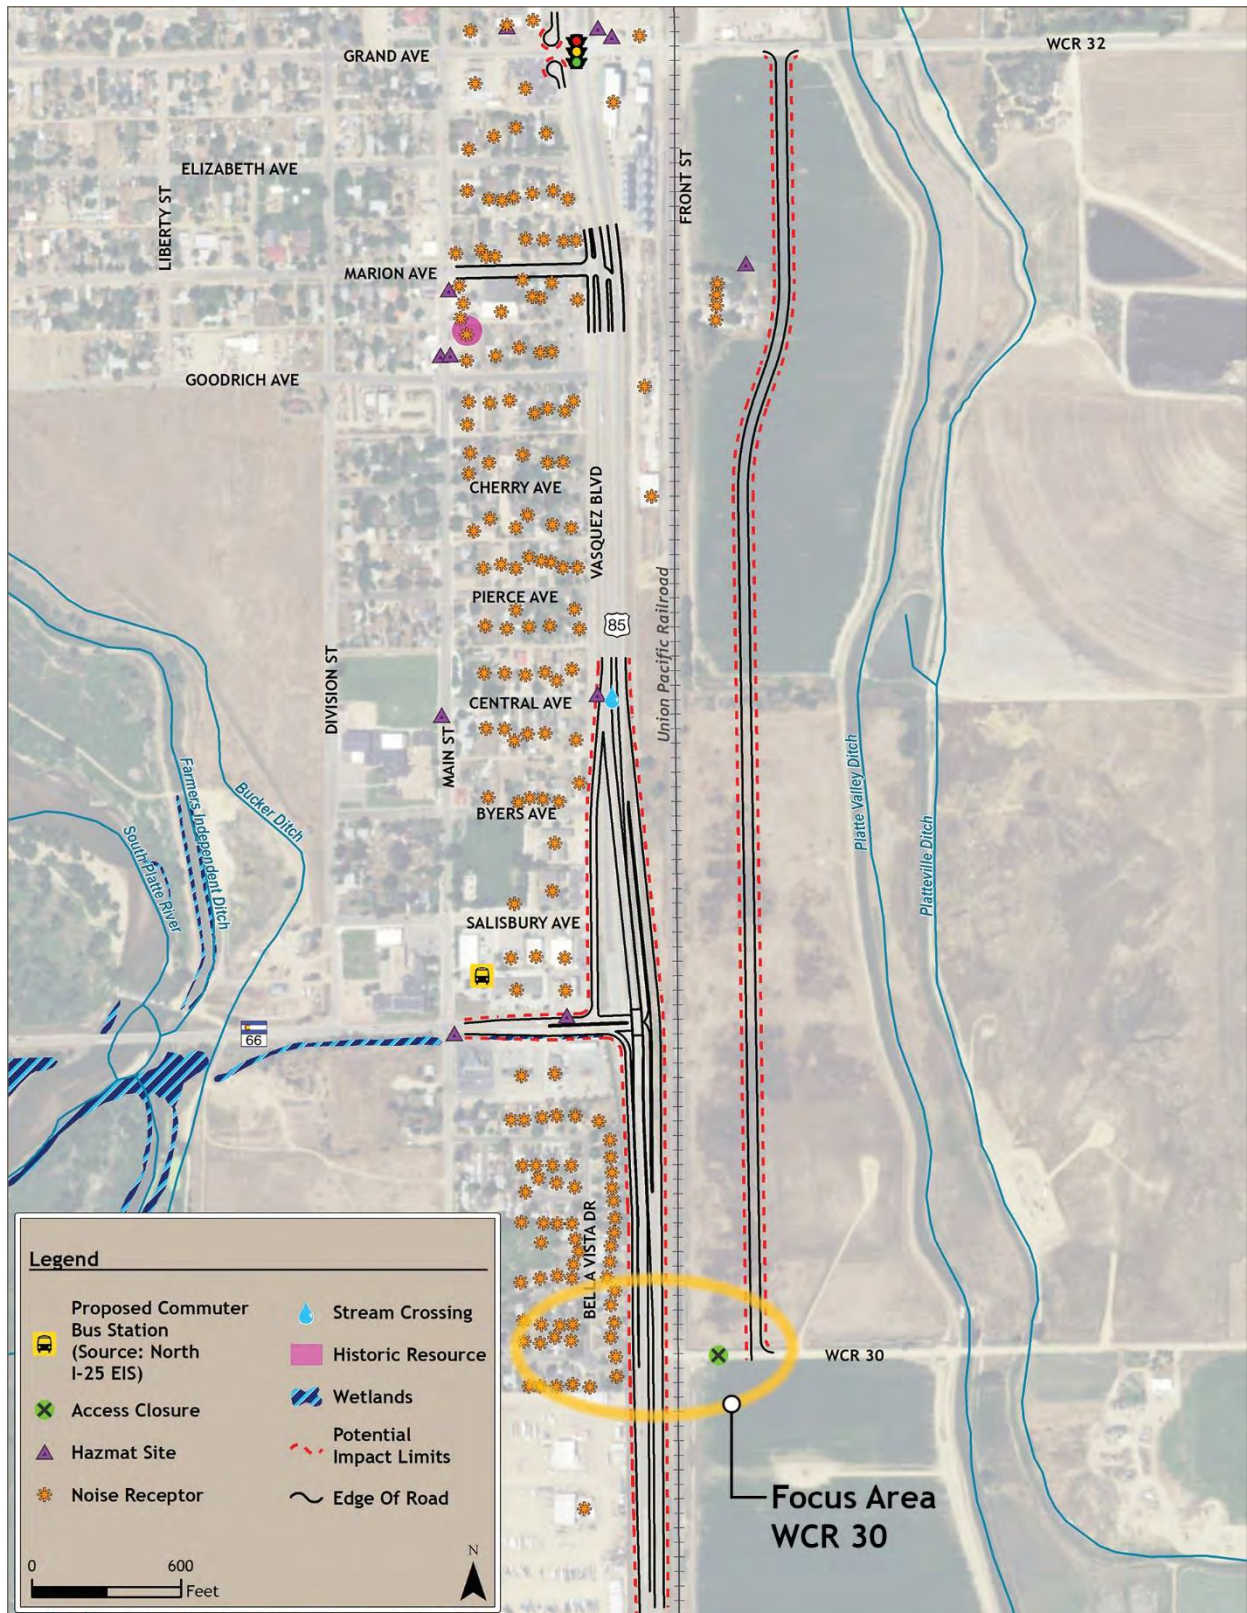 WCR 32
GRAND AVE
FRONT ST
ELIZABETH AVE
LIBERTY ST
MARION AVE
GOODRICH AVE
CHERRY AVE
VASQUEZ BLVD
PIERCE AVE
85
Union Pacific Railroad
DIVISION ST
CENTRAL AVE
MAIN ST
BYERS AVE
Platte Valley Ditch
Platteville Ditch
Bucker Ditch
Farmers Independent Ditch
South Platte River
SALISBURY AVE
66
BELLA VISTA DR
WCR 30
Focus Area
WCR 30
Legend
Proposed Commuter
Bus Station
(Source: North
I-25 EIS)
Access Closure
Hazmat Site
Noise Receptor
Stream Crossing
Historic Resource
Wetlands
Potential
Impact Limits
Edge Of Road
0 600
Feet
N